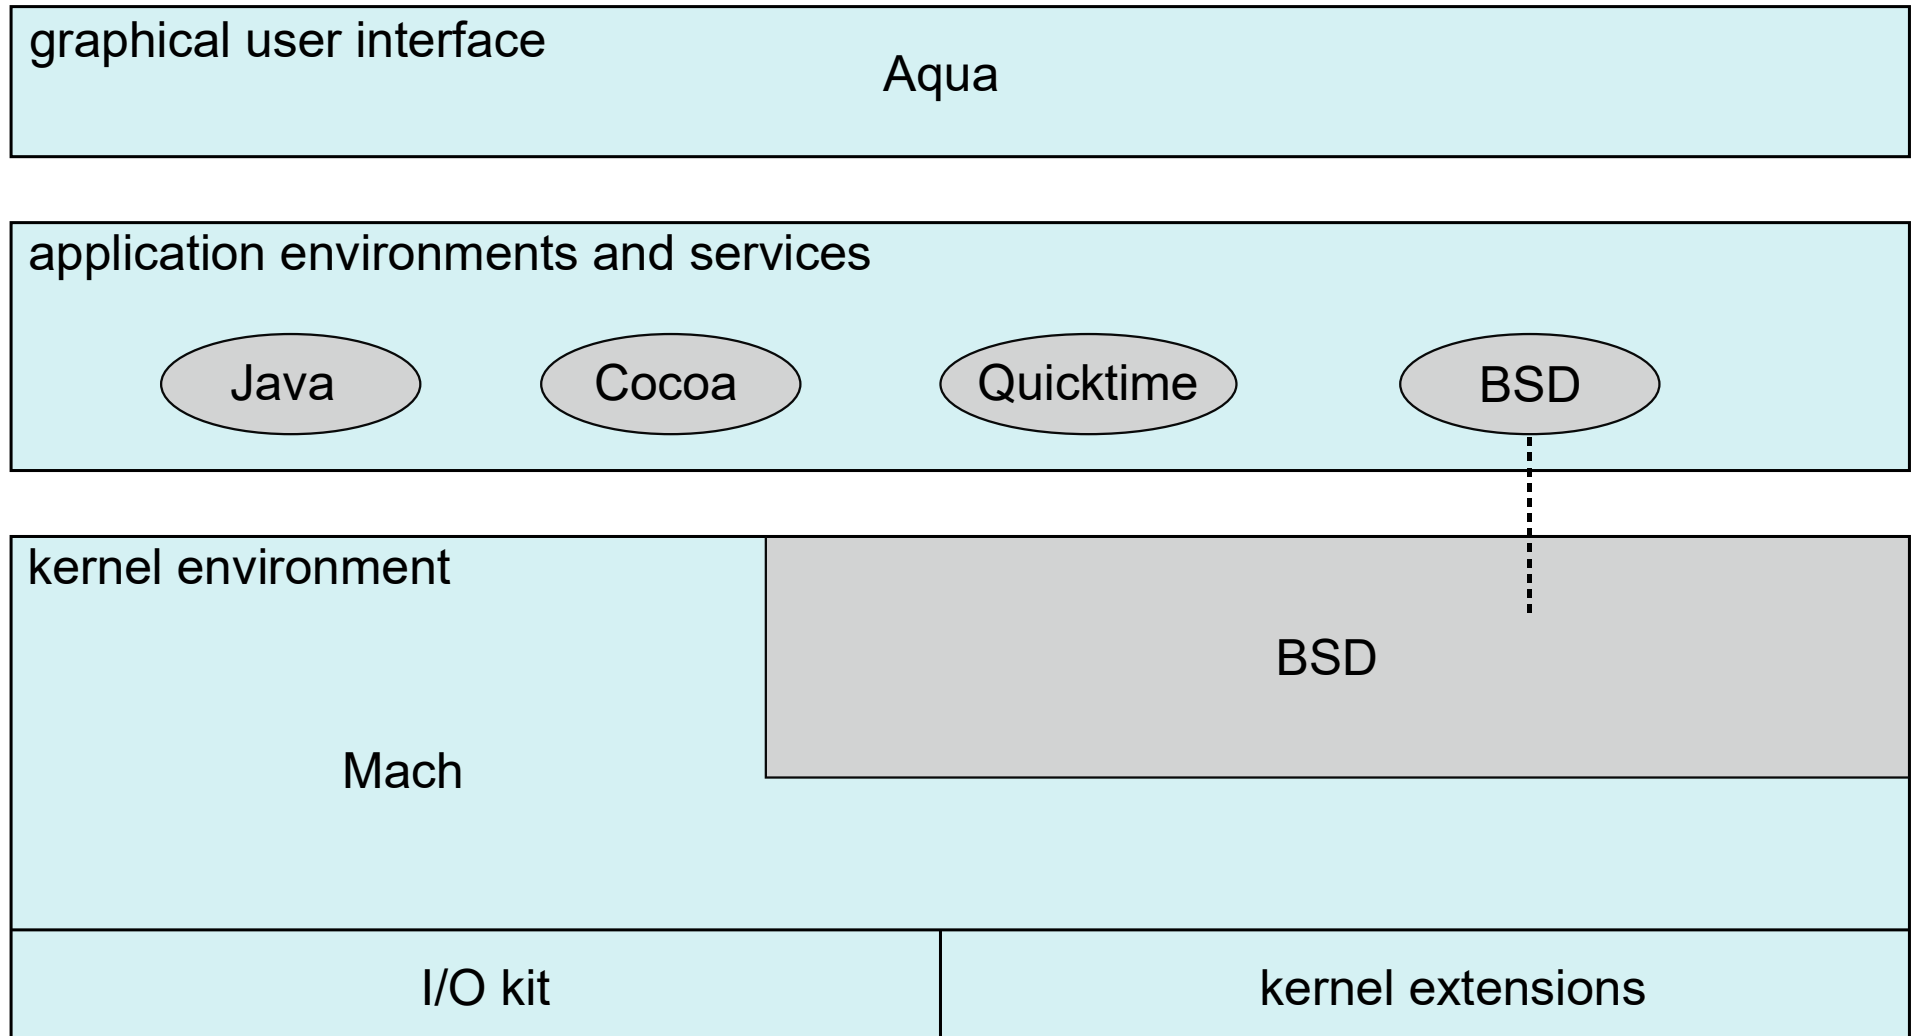 graphical user interface
Aqua
application environments and services
Java
Cocoa
Quicktime
BSD
kernel environment
BSD
Mach
I/O kit
kernel extensions